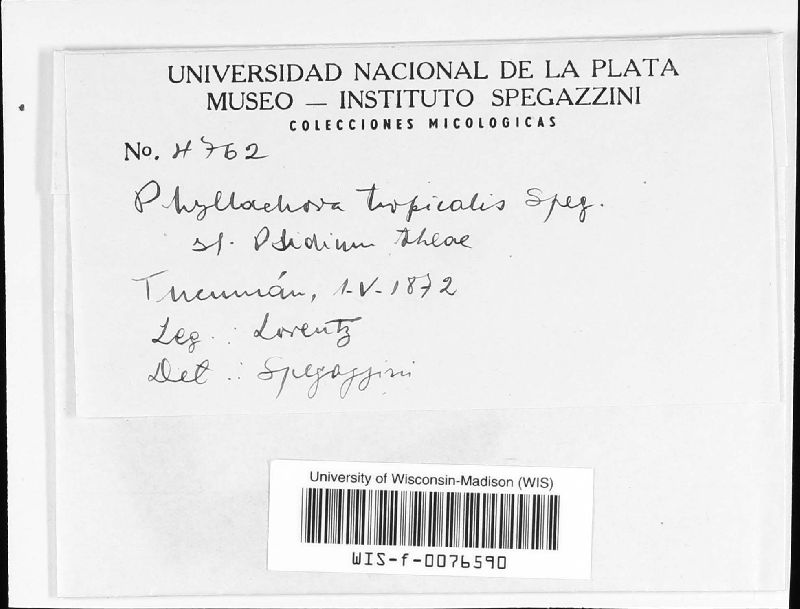 UNIVERSIDAD NACIONAL DE LA PLATA
MUSEO — INSTITUTO SPEGAZZINI
COLECCIONES MICOLOGICAS
No. 4762
Phyllachora tropicalis Speg.
sf. Psidium theae
Tucumán, 1-V-1872
Leg.: Lorentz
Det.: Spegazzini
University of Wisconsin-Madison (WIS)
WIS-f-0076590